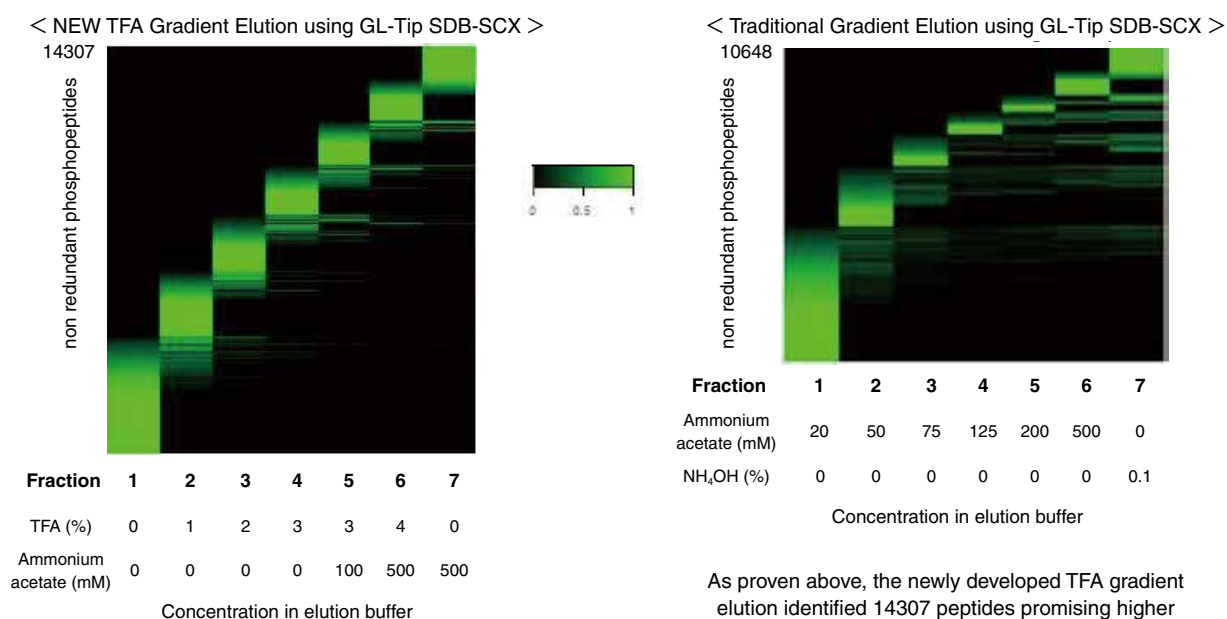 < NEW TFA Gradient Elution using GL-Tip SDB-SCX >
14307
non redundant phosphopeptides
Fraction 1 2 3 4 5 6 7
TFA (%) 0 1 2 3 3 4 0
Ammonium
acetate (mM) 0 0 0 0 100 500 500
Concentration in elution buffer
0 0.5 1
< Traditional Gradient Elution using GL-Tip SDB-SCX >
10648
non redundant phosphopeptides
Fraction 1 2 3 4 5 6 7
Ammonium
acetate (mM) 20 50 75 125 200 500 0
NH₄OH (%) 0 0 0 0 0 0 0.1
Concentration in elution buffer
As proven above, the newly developed TFA gradient
elution identified 14307 peptides promising higher